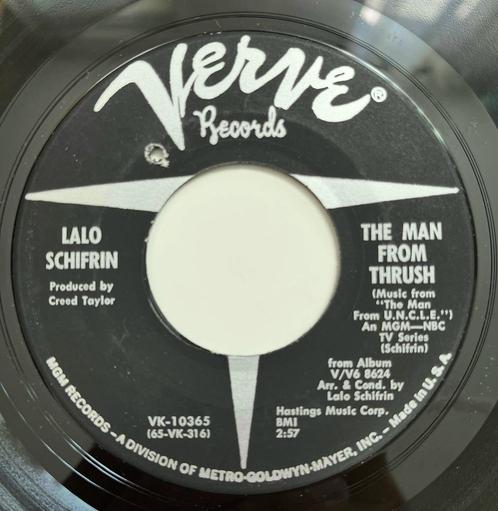 Verve®
Records
LALO
SCHIFRIN
Produced by
Creed Taylor
THE MAN
FROM
THRUSH
(Music from
"The Man
From U.N.C.L.E.")
An MGM—NBC
TV Series
(Schifrin)
from Album
V/V6 8624
Arr. & Cond. by
Lalo Schifrin
Hastings Music Corp.
BMI
2:57
VK-10365
(65-VK-316)
MGM RECORDS—A DIVISION OF METRO-GOLDWYN-MAYER, INC.—Made in U.S.A.